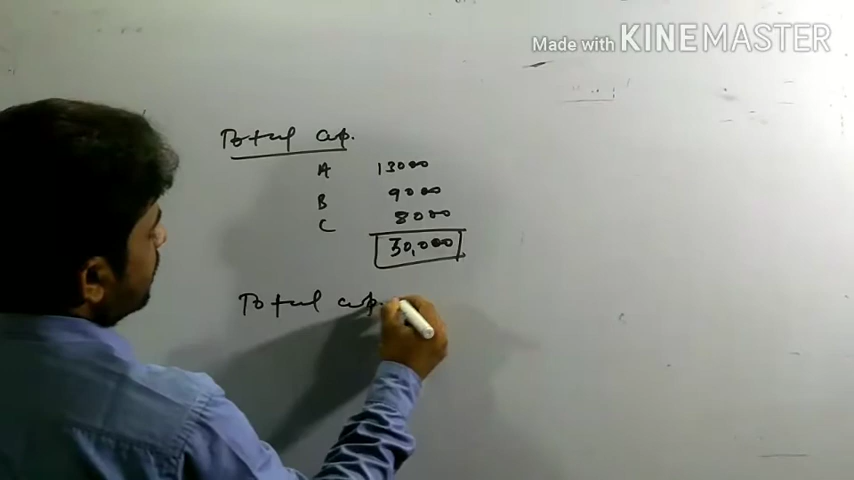 Made with KINEMASTER
Total cap.
A 13000
B 9000
C 8000
30,000
Total cap.